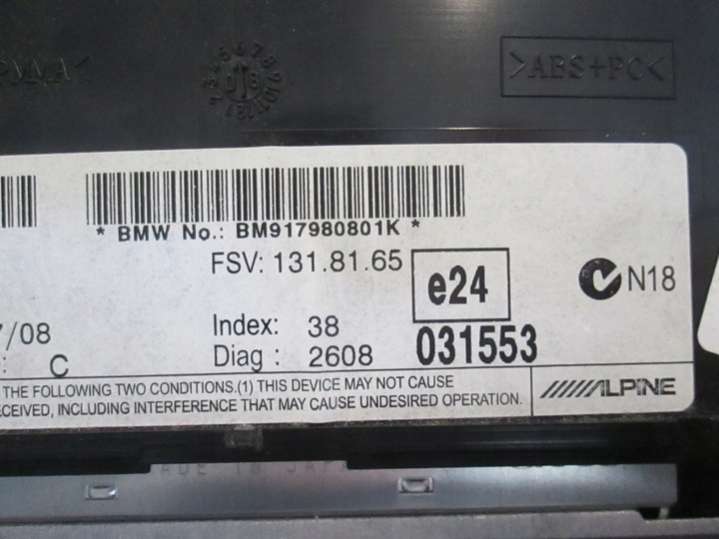 >ABS+PC<
* BMW No.: BM917980801K *
FSV: 131.81.65
e24
N18
/08
Index: 38
: C
Diag : 2608
031553
THE FOLLOWING TWO CONDITIONS.(1) THIS DEVICE MAY NOT CAUSE
INCLUDING INTERFERENCE THAT MAY CAUSE UNDESIRED OPERATION.
ALPINE